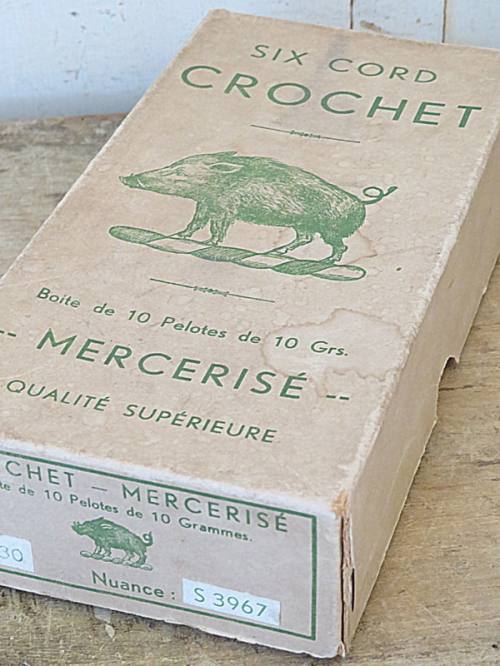 SIX CORD
CROCHET
Boite de 10 Pelotes de 10 Grs.
-- MERCERISÉ --
QUALITÉ SUPÉRIEURE
CHET — MERCERISÉ
te de 10 Pelotes de 10 Grammes.
30
Nuance : S 3967